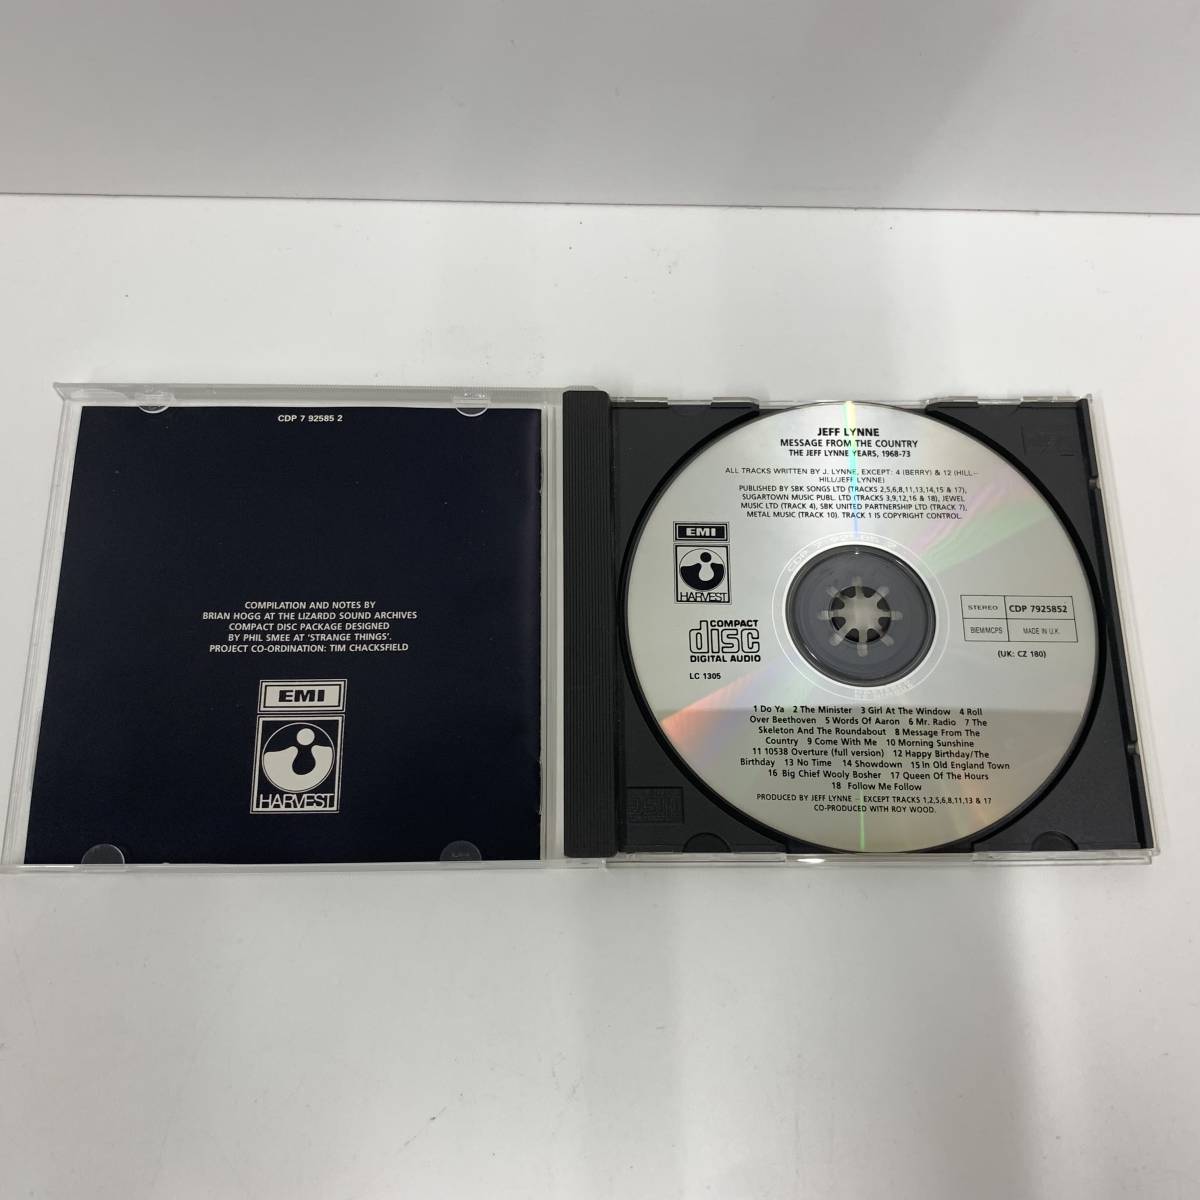 CDP 7 92585 2
COMPILATION AND NOTES BY
BRIAN HOGG AT THE LIZARDD SOUND ARCHIVES
COMPACT DISC PACKAGE DESIGNED
BY PHIL SMEE AT 'STRANGE THINGS'.
PROJECT CO-ORDINATION: TIM CHACKSFIELD
EMI
HARVEST
JEFF LYNNE
MESSAGE FROM THE COUNTRY
THE JEFF LYNNE YEARS, 1968-73
ALL TRACKS WRITTEN BY J. LYNNE, EXCEPT: 4 (BERRY) & 12 (HILL–
HILL/JEFF LYNNE)
PUBLISHED BY SBK SONGS LTD (TRACKS 2,5,6,8,11,13,14,15 & 17),
SUGARTOWN MUSIC PUBL. LTD (TRACKS 3,9,12,16 & 18), JEWEL
MUSIC LTD (TRACK 4), SBK UNITED PARTNERSHIP LTD (TRACK 7),
METAL MUSIC (TRACK 10). TRACK 1 IS COPYRIGHT CONTROL.
EMI
HARVEST
COMPACT
disc
DIGITAL AUDIO
LC 1305
STEREO CDP 7925852
BIEM/MCPS MADE IN U.K.
(UK: CZ 180)
1 Do Ya 2 The Minister 3 Girl At The Window 4 Roll
Over Beethoven 5 Words Of Aaron 6 Mr. Radio 7 The
Skeleton And The Roundabout 8 Message From The
Country 9 Come With Me 10 Morning Sunshine
11 10538 Overture (full version) 12 Happy Birthday/The
Birthday 13 No Time 14 Showdown 15 In Old England Town
16 Big Chief Wooly Bosher 17 Queen Of The Hours
18 Follow Me Follow
PRODUCED BY JEFF LYNNE – EXCEPT TRACKS 1,2,5,6,8,11,13 & 17
CO-PRODUCED WITH ROY WOOD.